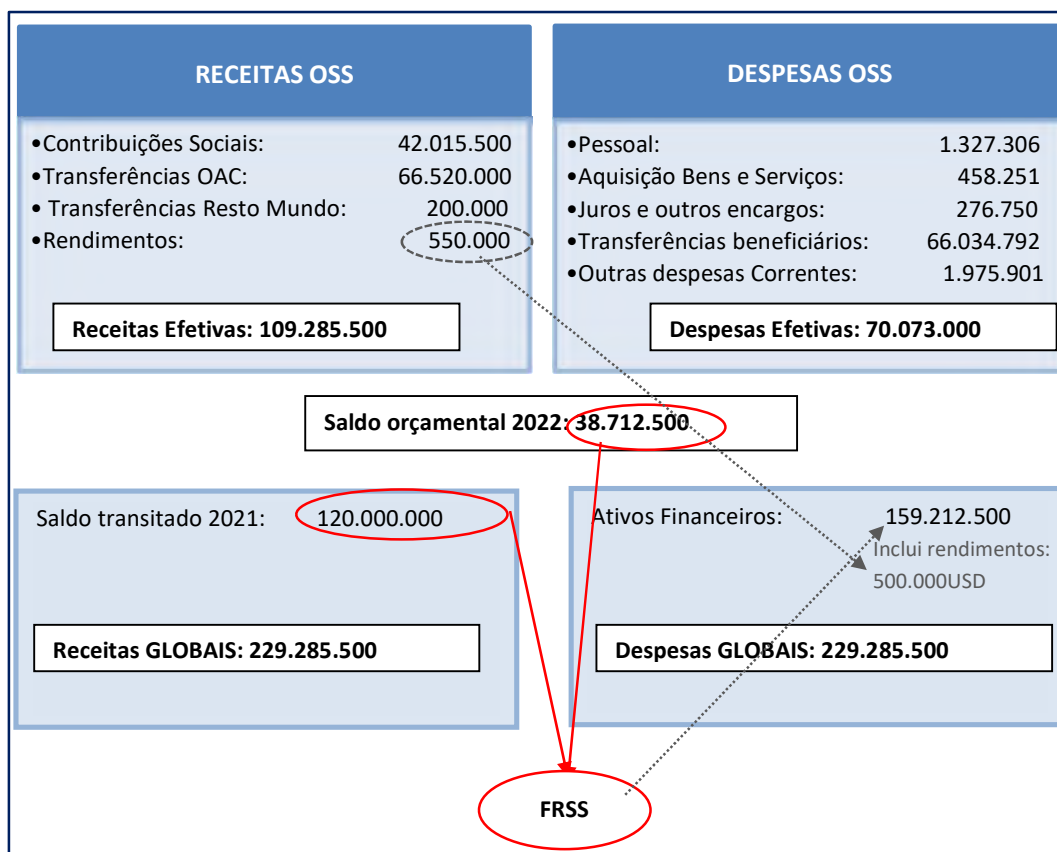 RECEITAS OSS
•Contribuições Sociais: 42.015.500
•Transferências OAC: 66.520.000
• Transferências Resto Mundo: 200.000
•Rendimentos: 550.000
Receitas Efetivas: 109.285.500
DESPESAS OSS
•Pessoal: 1.327.306
•Aquisição Bens e Serviços: 458.251
•Juros e outros encargos: 276.750
•Transferências beneficiários: 66.034.792
•Outras despesas Correntes: 1.975.901
Despesas Efetivas: 70.073.000
Saldo orçamental 2022: 38.712.500
Saldo transitado 2021: 120.000.000
Receitas GLOBAIS: 229.285.500
Ativos Financeiros: 159.212.500
Inclui rendimentos:
500.000USD
Despesas GLOBAIS: 229.285.500
FRSS